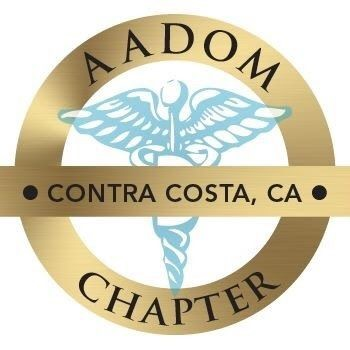 AADOM
• CONTRA COSTA, CA •
CHAPTER